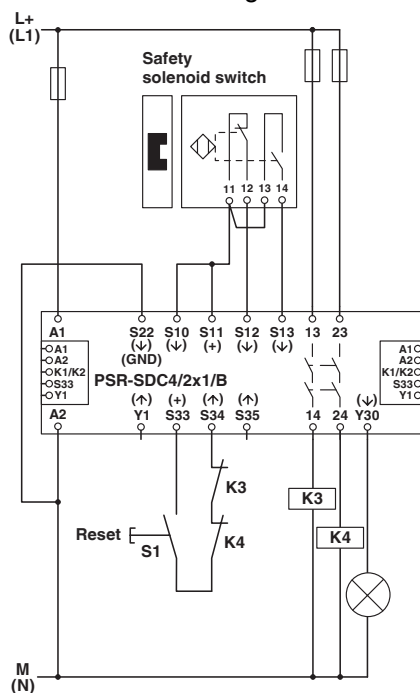 L+
(L1)
Safety
solenoid switch
11 12 13 14
A1 S22 S10 S11 S12 S13 13 23
(↓) (↓) (+) (↓) (↓)
(GND)
A1
A2
K1/K2
S33
Y1
PSR-SDC4/2x1/B
A1
A2
K1/K2
S33
Y1
(↑) (+) (↑) (↑) (↓)
A2 Y1 S33 S34 S35 14 24 Y30
K3
K3
K4
Reset
S1
K4
M
(N)